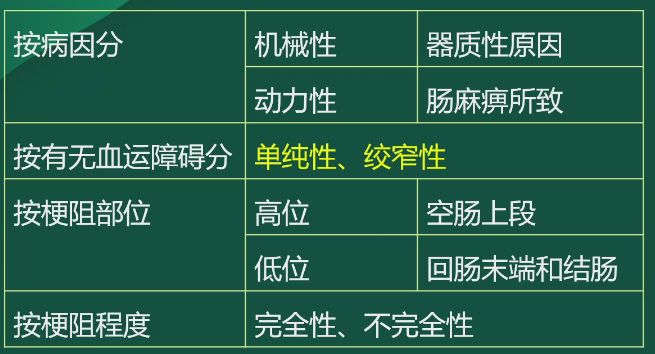 按病因分 机械性 器质性原因
动力性 肠麻痹所致
按有无血运障碍分 单纯性、绞窄性
按梗阻部位 高位 空肠上段
低位 回肠末端和结肠
按梗阻程度 完全性、不完全性